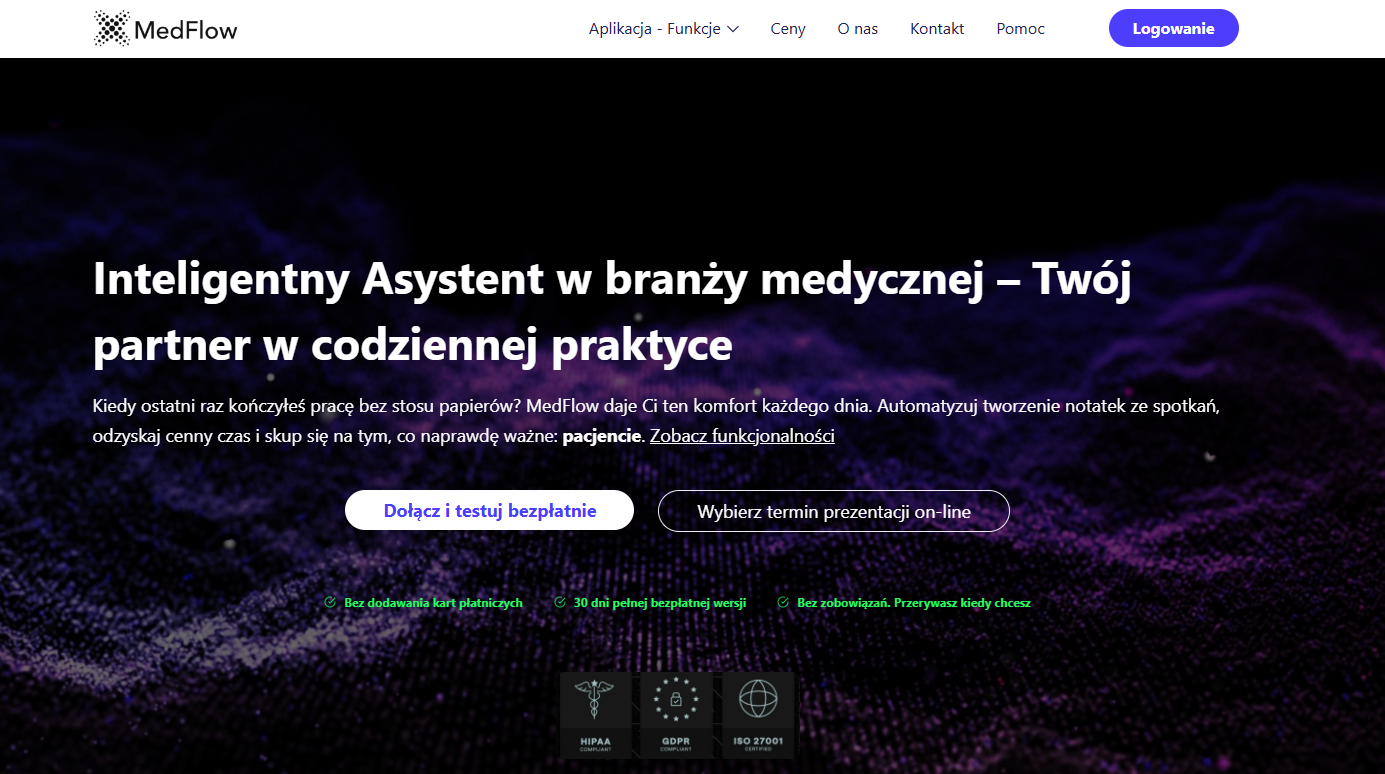 MedFlow
Aplikacja - Funkcje
Ceny
O nas
Kontakt
Pomoc
Logowanie
Inteligentny Asystent w branży medycznej – Twój
partner w codziennej praktyce
Kiedy ostatni raz kończyłeś pracę bez stosu papierów? MedFlow daje Ci ten komfort każdego dnia. Automatyzuj tworzenie notatek ze spotkań,
odzyskaj cenny czas i skup się na tym, co naprawdę ważne: pacjencie. Zobacz funkcjonalności
Dołącz i testuj bezpłatnie
Wybierz termin prezentacji on-line
Bez dodawania kart płatniczych
30 dni pełnej bezpłatnej wersji
Bez zobowiązań. Przerywasz kiedy chcesz
HIPAA
COMPLIANT
GDPR
COMPLIANT
ISO 27001
CERTIFIED